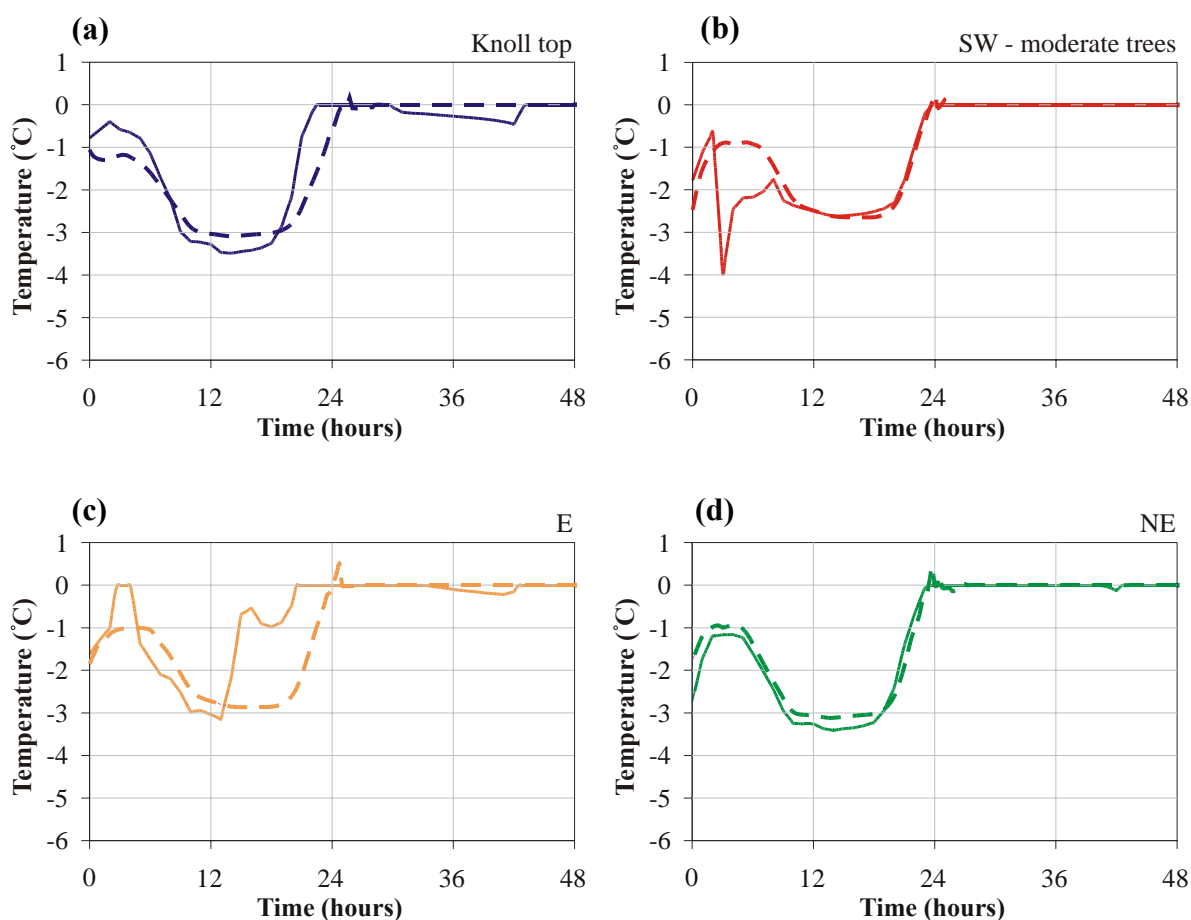 (a)
Knoll top
1
0
-1
-2
-3
-4
-5
-6
Temperature (°C)
0 12 24 36 48
Time (hours)
(b)
SW - moderate trees
1
0
-1
-2
-3
-4
-5
-6
Temperature (°C)
0 12 24 36 48
Time (hours)
(c)
E
1
0
-1
-2
-3
-4
-5
-6
Temperature (°C)
0 12 24 36 48
Time (hours)
(d)
NE
1
0
-1
-2
-3
-4
-5
-6
Temperature (°C)
0 12 24 36 48
Time (hours)